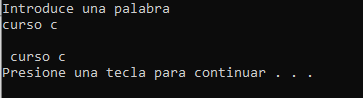 Introduce una palabra
curso c
curso c
Presione una tecla para continuar . . .